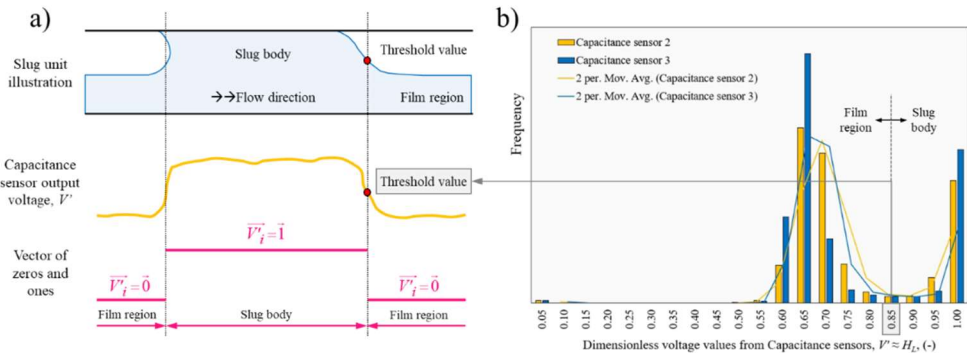 a)
Slug unit
illustration
Slug body
Threshold value
→→Flow direction
Film region
Capacitance
sensor output
voltage, V'
Threshold value
Vector of
zeros and
ones
V'i=0
V'i=1
V'i=0
Film region
Slug body
Film region
b)
Capacitance sensor 2
Capacitance sensor 3
2 per. Mov. Avg. (Capacitance sensor 2)
2 per. Mov. Avg. (Capacitance sensor 3)
Film
region
Slug
body
Frequency
0.05
0.10
0.15
0.20
0.25
0.30
0.35
0.40
0.45
0.50
0.55
0.60
0.65
0.70
0.75
0.80
0.85
0.90
0.95
1.00
Dimensionless voltage values from Capacitance sensors, V' ≈ HL, (-)